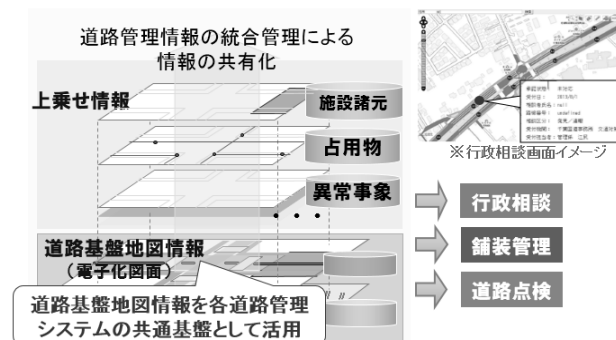 道路管理情報の統合管理による
情報の共有化
上乗せ情報
施設諸元
占用物
異常事象
道路基盤地図情報
（電子化図面）
道路基盤地図情報を各道路管理
システムの共通基盤として活用
※行政相談画面イメージ
行政相談
舗装管理
道路点検